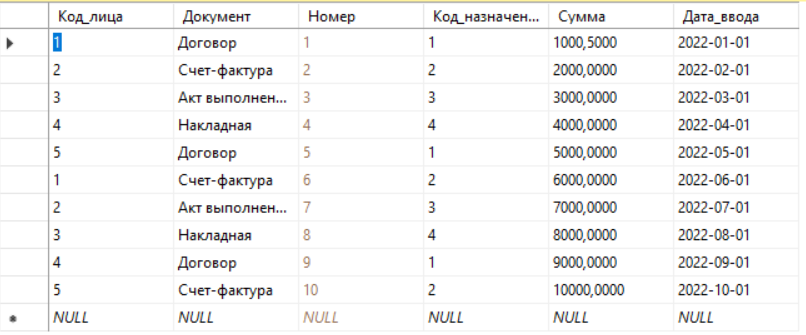 Код_лица Документ Номер Код_назначен... Сумма Дата_ввода
1 Договор 1 1 1000,5000 2022-01-01
2 Счет-фактура 2 2 2000,0000 2022-02-01
3 Акт выполнен... 3 3 3000,0000 2022-03-01
4 Накладная 4 4 4000,0000 2022-04-01
5 Договор 5 1 5000,0000 2022-05-01
1 Счет-фактура 6 2 6000,0000 2022-06-01
2 Акт выполнен... 7 3 7000,0000 2022-07-01
3 Накладная 8 4 8000,0000 2022-08-01
4 Договор 9 1 9000,0000 2022-09-01
5 Счет-фактура 10 2 10000,0000 2022-10-01
NULL NULL NULL NULL NULL NULL